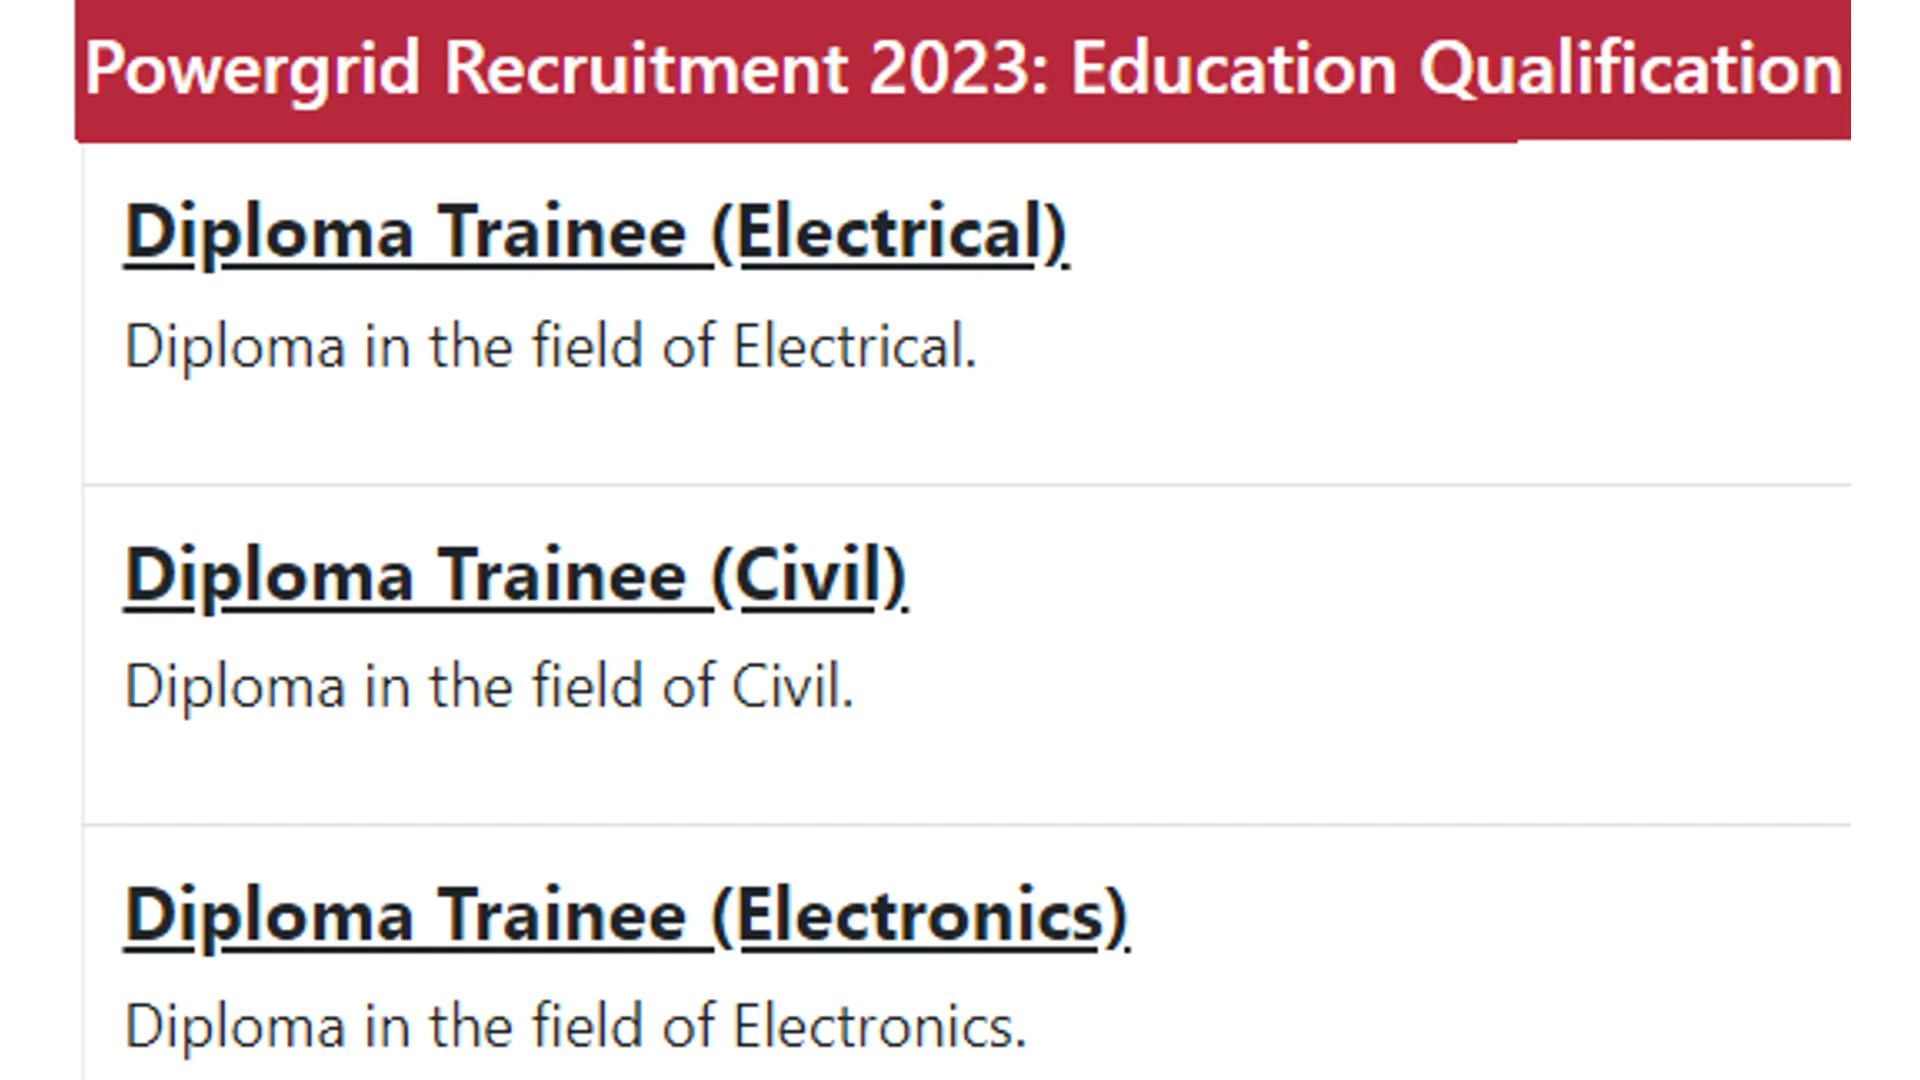 Powergrid Recruitment 2023: Education Qualification
Diploma Trainee (Electrical)
Diploma in the field of Electrical.
Diploma Trainee (Civil)
Diploma in the field of Civil.
Diploma Trainee (Electronics)
Diploma in the field of Electronics.